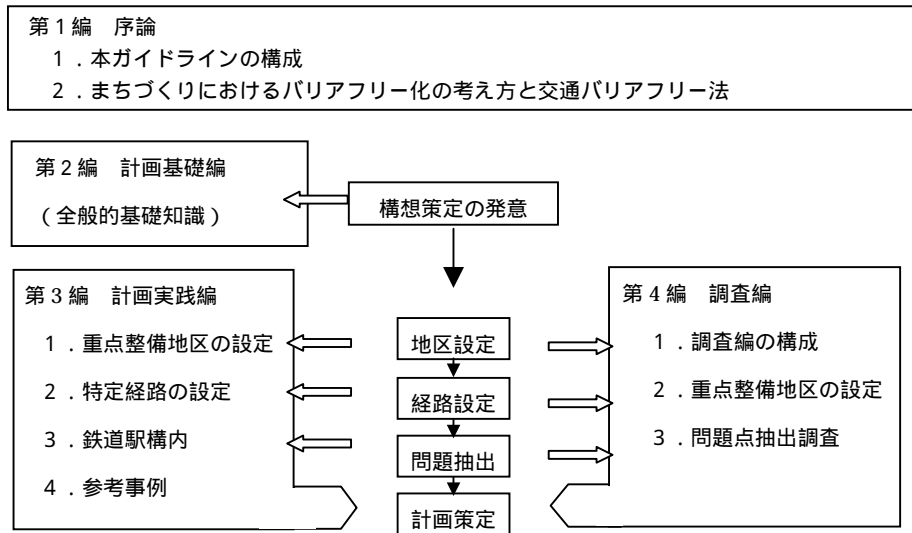 第1編　序論
1．本ガイドラインの構成
2．まちづくりにおけるバリアフリー化の考え方と交通バリアフリー法
第2編　計画基礎編
(全般的基礎知識)
構想策定の発意
第3編　計画実践編
1．重点整備地区の設定
2．特定経路の設定
3．鉄道駅構内
4．参考事例
地区設定
経路設定
問題抽出
計画策定
第4編　調査編
1．調査編の構成
2．重点整備地区の設定
3．問題点抽出調査